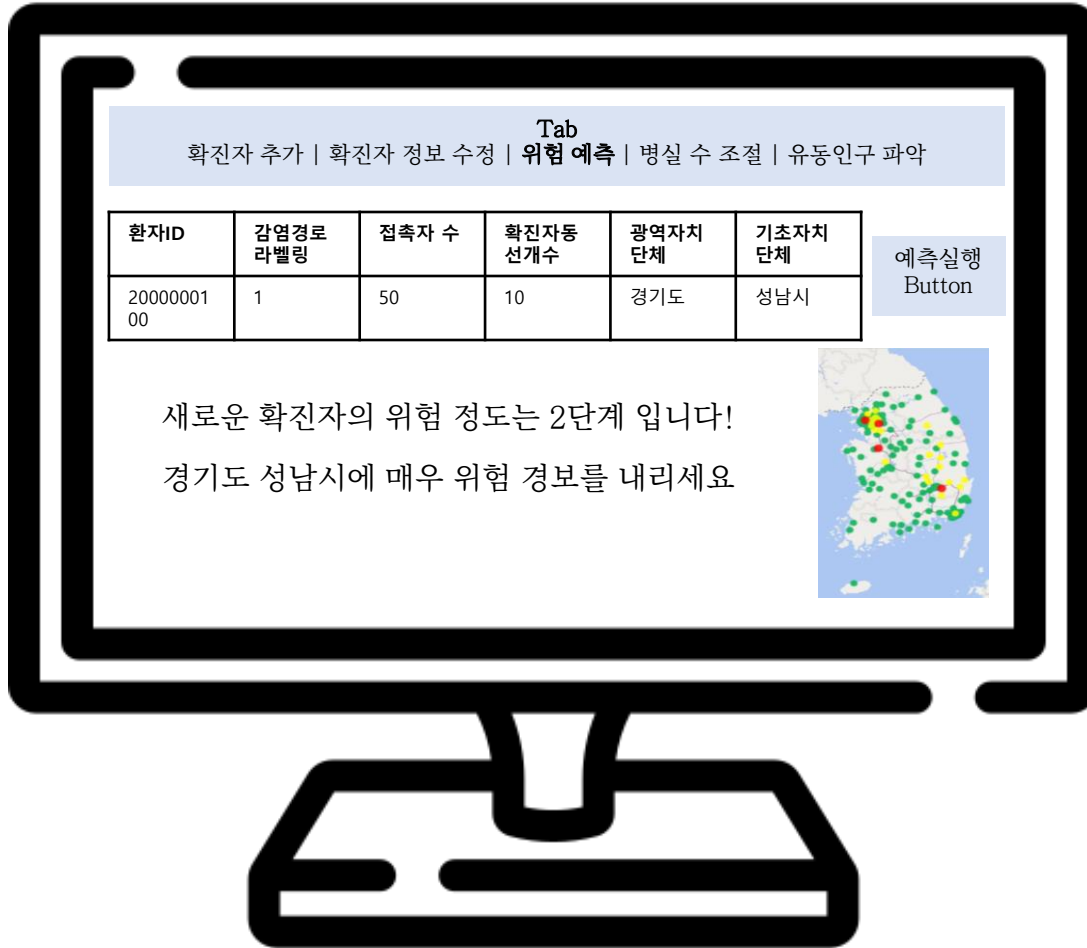 Tab
확진자 추가 | 확진자 정보 수정 | 위험 예측 | 병실 수 조절 | 유동인구 파악
환자ID
감염경로
라벨링
접촉자 수
확진자동
선개수
광역자치
단체
기초자치
단체
20000001
00
1
50
10
경기도
성남시
예측실행
Button
새로운 확진자의 위험 정도는 2단계 입니다!
경기도 성남시에 매우 위험 경보를 내리세요